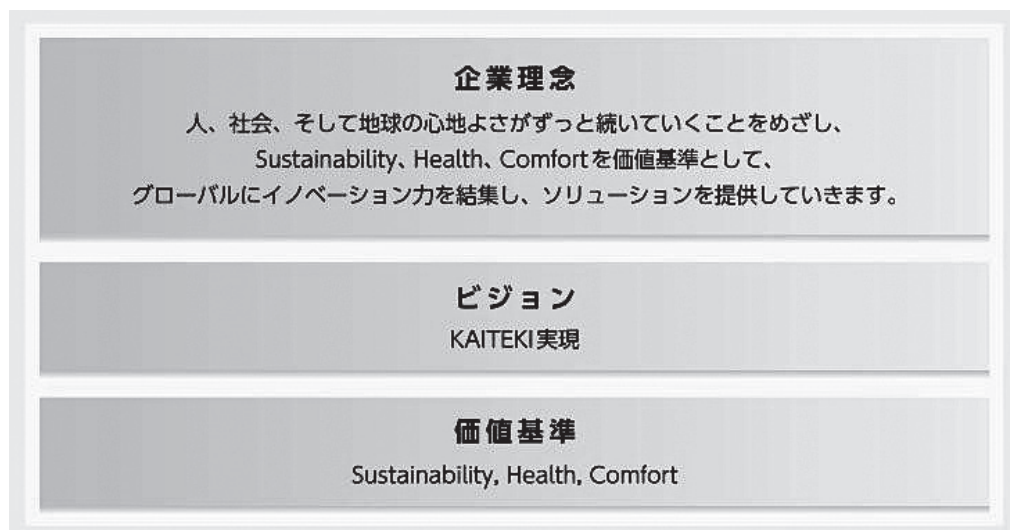 企業理念
人、社会、そして地球の心地よさがずっと続いていくことをめざし、
Sustainability、Health、Comfortを価値基準として、
グローバルにイノベーション力を結集し、ソリューションを提供していきます。
ビジョン
KAITEKI実現
価値基準
Sustainability, Health, Comfort